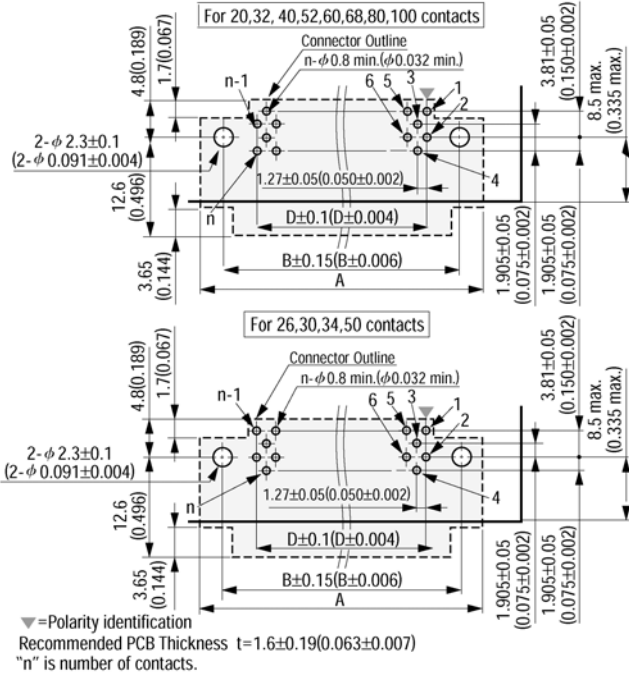 For 20,32, 40,52,60,68,80,100 contacts
Connector Outline
n-ϕ0.8 min.(ϕ0.032 min.)
4.8(0.189)
1.7(0.067)
n-1
6
5
3
1
2
4
3.81±0.05
(0.150±0.002)
8.5 max.
(0.335 max.)
2-ϕ2.3±0.1
(2-ϕ0.091±0.004)
12.6
(0.496)
1.27±0.05(0.050±0.002)
n
D±0.1(D±0.004)
3.65
(0.144)
B±0.15(B±0.006)
A
1.905±0.05
(0.075±0.002)
1.905±0.05
(0.075±0.002)
For 26,30,34,50 contacts
Connector Outline
n-ϕ0.8 min.(ϕ0.032 min.)
4.8(0.189)
1.7(0.067)
n-1
6
5
3
1
2
4
3.81±0.05
(0.150±0.002)
8.5 max.
(0.335 max.)
2-ϕ2.3±0.1
(2-ϕ0.091±0.004)
12.6
(0.496)
1.27±0.05(0.050±0.002)
n
D±0.1(D±0.004)
3.65
(0.144)
B±0.15(B±0.006)
A
1.905±0.05
(0.075±0.002)
1.905±0.05
(0.075±0.002)
▼=Polarity identification
Recommended PCB Thickness t=1.6±0.19(0.063±0.007)
“n” is number of contacts.